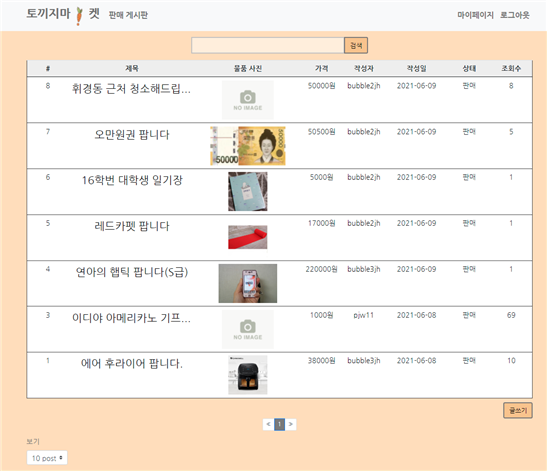 토끼지마 켓 판매 게시판 마이페이지 로그아웃
검색
# 제목 물품 사진 가격 작성자 작성일 상태 조회수
8 휘경동 근처 청소해드립... NO IMAGE 50000원 bubble2jh 2021-06-09 판매 8
7 오만원권 팝니다 50000 50000 50500원 bubble2jh 2021-06-09 판매 5
6 16학번 대학생 일기장 5000원 bubble2jh 2021-06-09 판매 1
5 레드카펫 팝니다 17000원 bubble2jh 2021-06-09 판매 1
4 연아의 햅틱 팝니다(S급) 220000원 bubble3jh 2021-06-09 판매 1
3 이디야 아메리카노 기프... NO IMAGE 1000원 pjw11 2021-06-08 판매 69
1 에어 후라이어 팝니다. 38000원 bubble3jh 2021-06-08 판매 10
글쓰기
« 1 »
보기
10 post